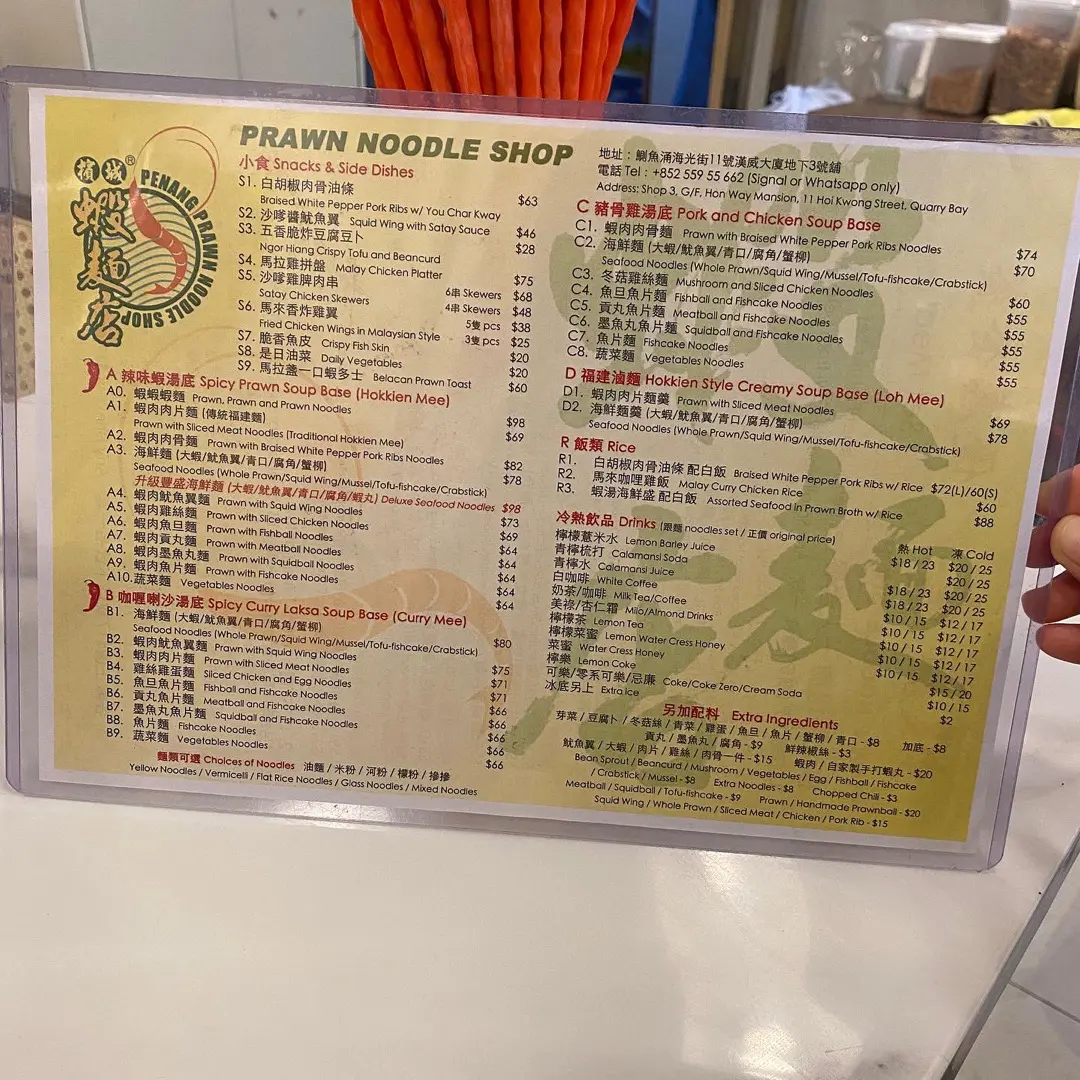 檳城®
蝦麵店
PENANG PRAWN NOODLE SHOP
PRAWN NOODLE SHOP
小食 Snacks & Side Dishes
S1. 白胡椒肉骨油條
Braised White Pepper Pork Ribs w/ You Char Kway $63
S2. 沙嗲醬魷魚翼 Squid Wing with Satay Sauce $46
S3. 五香脆炸豆腐豆卜 $28
Ngor Hiang Crispy Tofu and Beancurd
S4. 馬拉雞拼盤 Malay Chicken Platter $75
S5. 沙嗲雞脾肉串 6串 Skewers $68
Satay Chicken Skewers 4串 Skewers $48
S6. 馬來香炸雞翼 5隻 pcs $38
Fried Chicken Wings in Malaysian Style 3隻 pcs $25
S7. 脆香魚皮 Crispy Fish Skin $20
S8. 是日油菜 Daily Vegetables $20
S9. 馬拉盞一口蝦多士 Belacan Prawn Toast $60
A 辣味蝦湯底 Spicy Prawn Soup Base (Hokkien Mee)
A0. 蝦蝦蝦麵 Prawn, Prawn and Prawn Noodles $98
A1. 蝦肉肉片麵 (傳統福建麵) $69
Prawn with Sliced Meat Noodles (Traditional Hokkien Mee)
A2. 蝦肉肉骨麵 Prawn with Braised White Pepper Pork Ribs Noodles $82
A3. 海鮮麵 (大蝦/魷魚翼/青口/腐角/蟹柳) $78
Seafood Noodles (Whole Prawn/Squid Wing/Mussel/Tofu-fishcake/Crabstick)
升級豐盛海鮮麵 (大蝦/魷魚翼/青口/腐角/蝦丸) Deluxe Seafood Noodles $98
A4. 蝦肉魷魚翼麵 Prawn with Squid Wing Noodles $73
A5. 蝦肉雞絲麵 Prawn with Sliced Chicken Noodles $69
A6. 蝦肉魚旦麵 Prawn with Fishball Noodles $64
A7. 蝦肉貢丸麵 Prawn with Meatball Noodles $64
A8. 蝦肉墨魚丸麵 Prawn with Squidball Noodles $64
A9. 蝦肉魚片麵 Prawn with Fishcake Noodles $64
A10. 蔬菜麵 Vegetables Noodles $64
B 咖喱喇沙湯底 Spicy Curry Laksa Soup Base (Curry Mee)
B1. 海鮮麵 (大蝦/魷魚翼/青口/腐角/蟹柳) $80
Seafood Noodles (Whole Prawn/Squid Wing/Mussel/Tofu-fishcake/Crabstick)
B2. 蝦肉魷魚翼麵 Prawn with Squid Wing Noodles $75
B3. 蝦肉肉片麵 Prawn with Sliced Meat Noodles $71
B4. 雞絲雞蛋麵 Sliced Chicken and Egg Noodles $71
B5. 魚旦魚片麵 Fishball and Fishcake Noodles $66
B6. 貢丸魚片麵 Meatball and Fishcake Noodles $66
B7. 墨魚丸魚片麵 Squidball and Fishcake Noodles $66
B8. 魚片麵 Fishcake Noodles $66
B9. 蔬菜麵 Vegetables Noodles $66
麵類可選 Choices of Noodles 油麵 / 米粉 / 河粉 / 檬粉 / 摻摻
Yellow Noodles / Vermicelli / Flat Rice Noodles / Glass Noodles / Mixed Noodles
地址 : 鰂魚涌海光街11號漢威大廈地下3號舖
電話 Tel : +852 559 55 662 (Signal or Whatsapp only)
Address: Shop 3, G/F, Hon Way Mansion, 11 Hoi Kwong Street, Quarry Bay
C 豬骨雞湯底 Pork and Chicken Soup Base
C1. 蝦肉肉骨麵 Prawn with Braised White Pepper Pork Ribs Noodles $74
C2. 海鮮麵 (大蝦/魷魚翼/青口/腐角/蟹柳) $70
Seafood Noodles (Whole Prawn/Squid Wing/Mussel/Tofu-fishcake/Crabstick)
C3. 冬菇雞絲麵 Mushroom and Sliced Chicken Noodles $60
C4. 魚旦魚片麵 Fishball and Fishcake Noodles $55
C5. 貢丸魚片麵 Meatball and Fishcake Noodles $55
C6. 墨魚丸魚片麵 Squidball and Fishcake Noodles $55
C7. 魚片麵 Fishcake Noodles $55
C8. 蔬菜麵 Vegetables Noodles $55
D 福建滷麵 Hokkien Style Creamy Soup Base (Loh Mee)
D1. 蝦肉肉片麵羹 Prawn with Sliced Meat Noodles $69
D2. 海鮮麵羹 (大蝦/魷魚翼/青口/腐角/蟹柳) $78
Seafood Noodles (Whole Prawn/Squid Wing/Mussel/Tofu-fishcake/Crabstick)
R 飯類 Rice
R1. 白胡椒肉骨油條 配白飯 Braised White Pepper Pork Ribs w/ Rice $72(L)/60(S)
R2. 馬來咖哩雞飯 Malay Curry Chicken Rice $60
R3. 蝦湯海鮮盛 配白飯 Assorted Seafood in Prawn Broth w/ Rice $88
冷熱飲品 Drinks (跟麵 noodles set / 正價 original price)
熱 Hot 凍 Cold
檸檬薏米水 Lemon Barley Juice $18 / 23 $20 / 25
青檸梳打 Calamansi Soda $20 / 25
青檸水 Calamansi Juice $18 / 23 $20 / 25
白咖啡 White Coffee $18 / 23 $20 / 25
奶茶/咖啡 Milk Tea/Coffee $10 / 15 $12 / 17
美祿/杏仁霜 Milo/Almond Drinks $10 / 15 $12 / 17
檸檬茶 Lemon Tea $10 / 15 $12 / 17
檸檬菜蜜 Lemon Water Cress Honey $10 / 15 $12 / 17
菜蜜 Water Cress Honey $10 / 15 $12 / 17
檸樂 Lemon Coke $15 / 20
可樂/零系可樂/忌廉 Coke/Coke Zero/Cream Soda $10 / 15
冰底另上 Extra Ice $2
另加配料 Extra Ingredients
芽菜 / 豆腐卜 / 冬菇絲 / 青菜 / 雞蛋 / 魚旦 / 魚片 / 蟹柳 / 青口 - $8 加底 - $8
貢丸 / 墨魚丸 / 腐角 - $9 鮮辣椒絲 - $3
魷魚翼 / 大蝦 / 肉片 / 雞絲 / 肉骨一件 - $15 蝦肉 / 自家製手打蝦丸 - $20
Bean Sprout / Beancurd / Mushroom / Vegetables / Egg / Fishball / Fishcake
/ Crabstick / Mussel - $8 Extra Noodles - $8 Chopped Chili - $3
Meatball / Squidball / Tofu-fishcake - $9 Prawn / Handmade Prawnball - $20
Squid Wing / Whole Prawn / Sliced Meat / Chicken / Pork Rib - $15